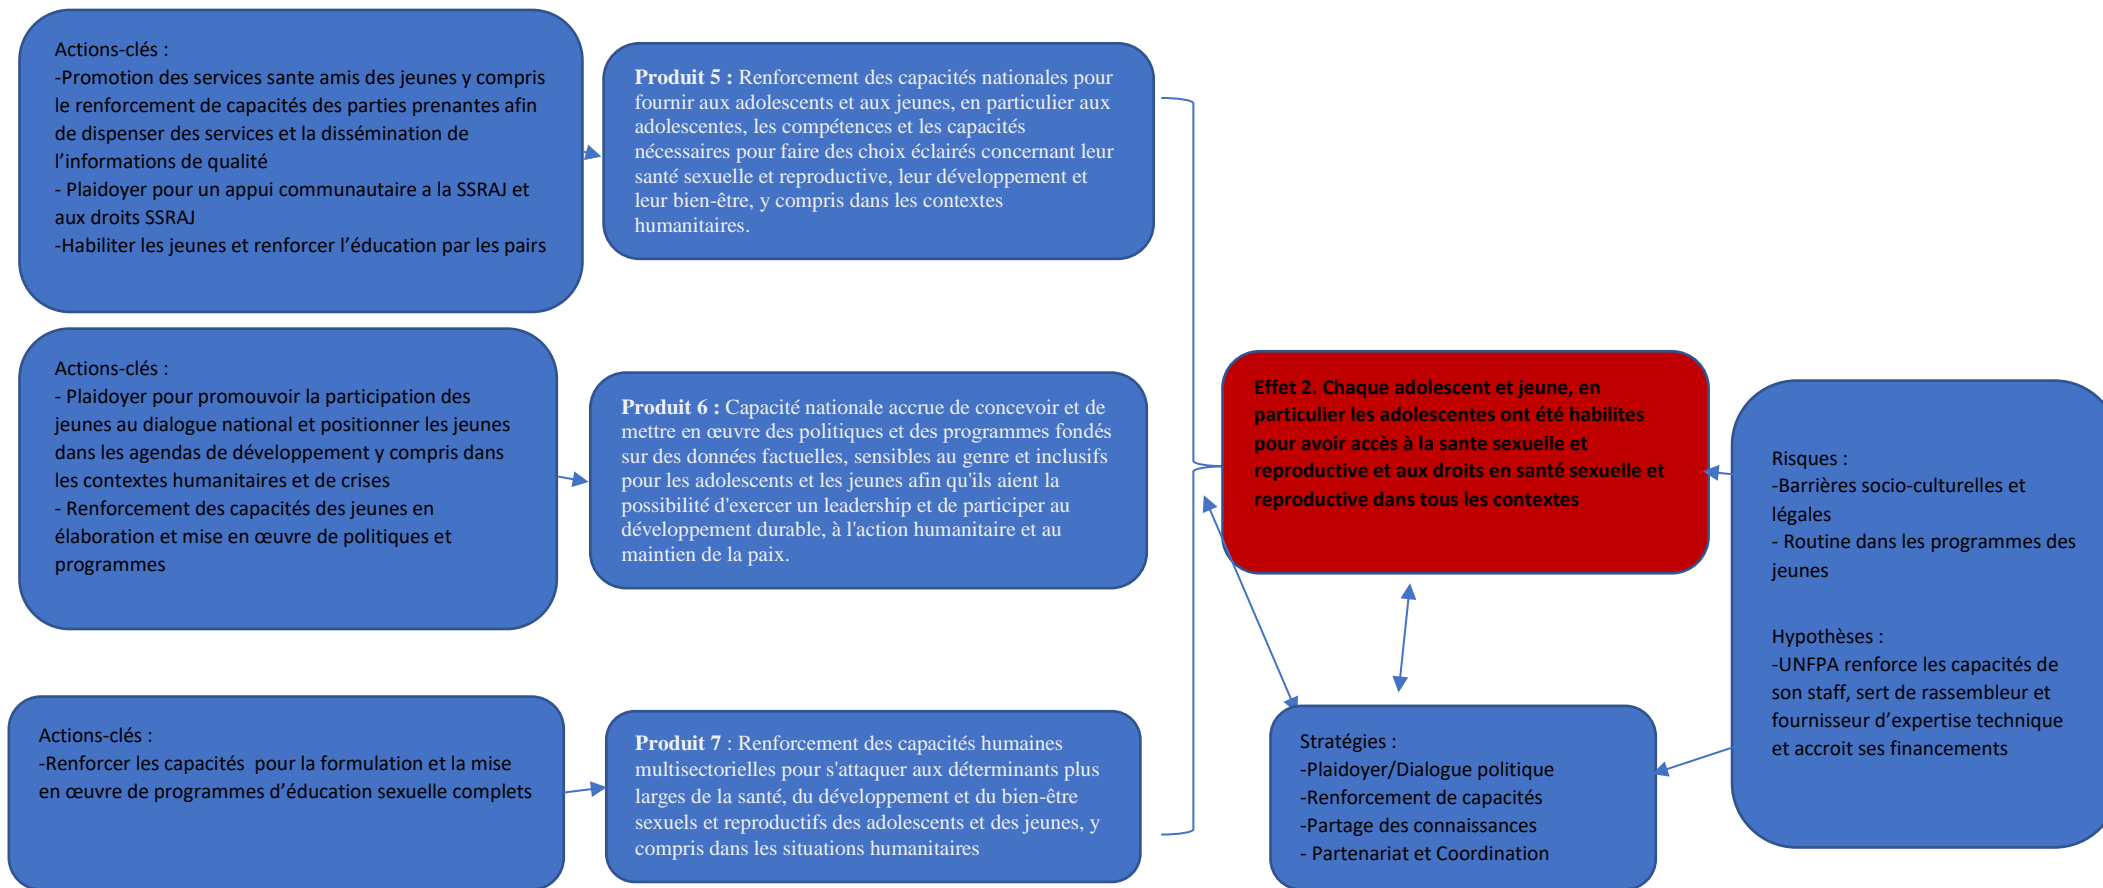 Actions-clés :
-Promotion des services sante amis des jeunes y compris
le renforcement de capacités des parties prenantes afin
de dispenser des services et la dissémination de
l’informations de qualité
- Plaidoyer pour un appui communautaire a la SSRAJ et
aux droits SSRAJ
-Habiliter les jeunes et renforcer l’éducation par les pairs
Produit 5 : Renforcement des capacités nationales pour
fournir aux adolescents et aux jeunes, en particulier aux
adolescentes, les compétences et les capacités
nécessaires pour faire des choix éclairés concernant leur
santé sexuelle et reproductive, leur développement et
leur bien-être, y compris dans les contextes
humanitaires.
Actions-clés :
- Plaidoyer pour promouvoir la participation des
jeunes au dialogue national et positionner les jeunes
dans les agendas de développement y compris dans
les contextes humanitaires et de crises
- Renforcement des capacités des jeunes en
élaboration et mise en œuvre de politiques et
programmes
Produit 6 : Capacité nationale accrue de concevoir et de
mettre en œuvre des politiques et des programmes fondés
sur des données factuelles, sensibles au genre et inclusifs
pour les adolescents et les jeunes afin qu'ils aient la
possibilité d'exercer un leadership et de participer au
développement durable, à l'action humanitaire et au
maintien de la paix.
Actions-clés :
-Renforcer les capacités  pour la formulation et la mise
en œuvre de programmes d’éducation sexuelle complets
Produit 7 : Renforcement des capacités humaines
multisectorielles pour s'attaquer aux déterminants plus
larges de la santé, du développement et du bien-être
sexuels et reproductifs des adolescents et des jeunes, y
compris dans les situations humanitaires
Effet 2. Chaque adolescent et jeune, en
particulier les adolescentes ont été habilites
pour avoir accès à la sante sexuelle et
reproductive et aux droits en santé sexuelle et
reproductive dans tous les contextes
Stratégies :
-Plaidoyer/Dialogue politique
-Renforcement de capacités
-Partage des connaissances
- Partenariat et Coordination
Risques :
-Barrières socio-culturelles et
légales
- Routine dans les programmes des
jeunes
Hypothèses :
-UNFPA renforce les capacités de
son staff, sert de rassembleur et
fournisseur d’expertise technique
et accroit ses financements